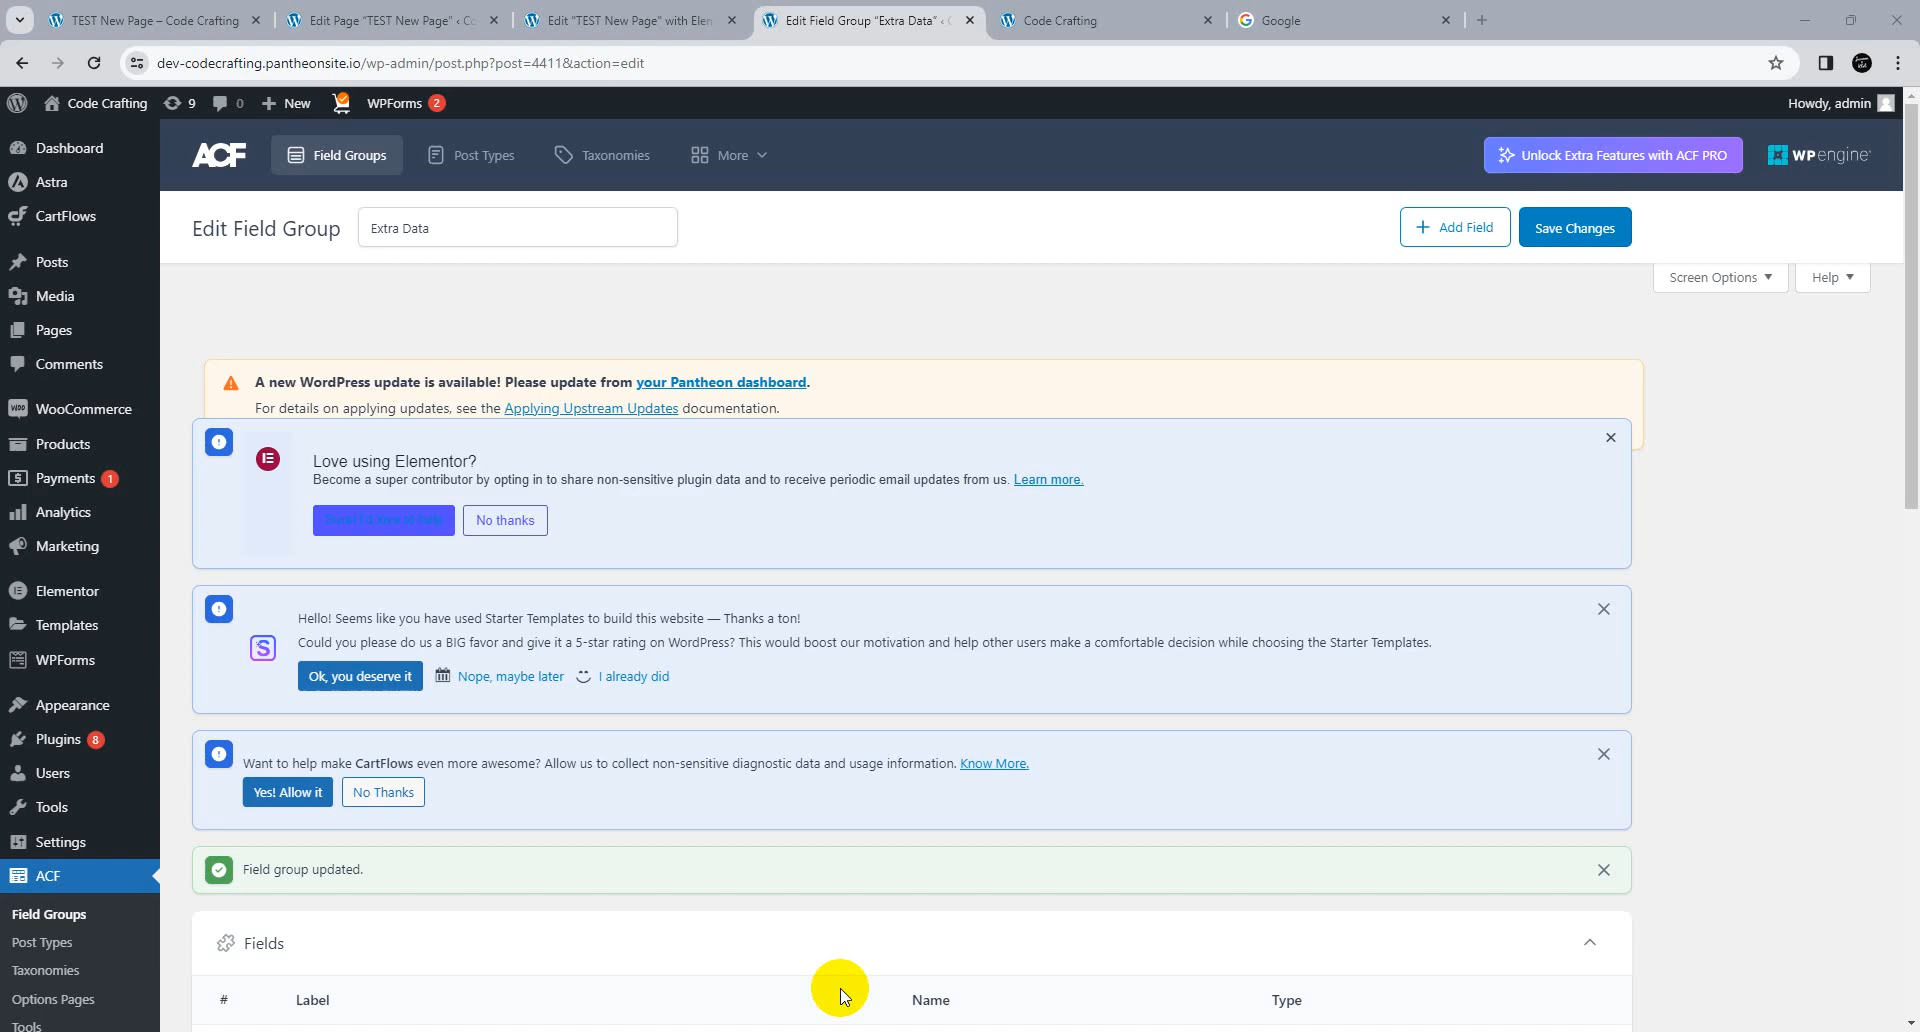 TEST New Page – Code Crafting
Edit Page "TEST New Page" ‹ Co
Edit "TEST New Page" with Elen
Edit Field Group "Extra Data" ‹
Code Crafting
Google
dev-codecrafting.pantheonsite.io/wp-admin/post.php?post=4411&action=edit
Code Crafting
9
0
New
WPForms 2
Howdy, admin
ACF
Field Groups
Post Types
Taxonomies
More
Unlock Extra Features with ACF PRO
WP engine
Dashboard
Astra
CartFlows
Posts
Media
Pages
Comments
WooCommerce
Products
Payments 1
Analytics
Marketing
Elementor
Templates
WPForms
Appearance
Plugins 8
Users
Tools
Settings
ACF
Field Groups
Post Types
Taxonomies
Options Pages
Tools
Edit Field Group
Extra Data
Add Field
Save Changes
Screen Options
Help
A new WordPress update is available! Please update from your Pantheon dashboard.
For details on applying updates, see the Applying Upstream Updates documentation.
Love using Elementor?
Become a super contributor by opting in to share non-sensitive plugin data and to receive periodic email updates from us. Learn more.
No thanks
Hello! Seems like you have used Starter Templates to build this website — Thanks a ton!
Could you please do us a BIG favor and give it a 5-star rating on WordPress? This would boost our motivation and help other users make a comfortable decision while choosing the Starter Templates.
Ok, you deserve it
Nope, maybe later
I already did
Want to help make CartFlows even more awesome? Allow us to collect non-sensitive diagnostic data and usage information. Know More.
Yes! Allow it
No Thanks
Field group updated.
Fields
#
Label
Name
Type